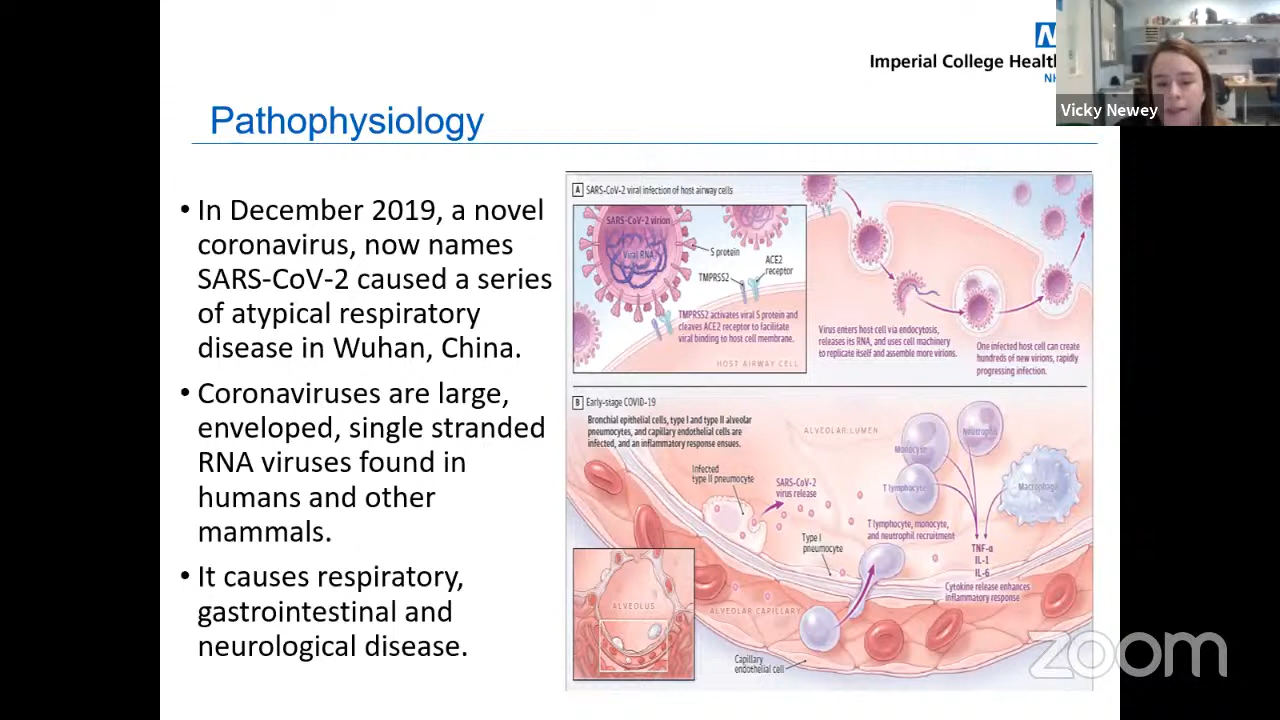 Imperial College Health
Vicky Newey
Pathophysiology
• In December 2019, a novel
coronavirus, now names
SARS-CoV-2 caused a series
of atypical respiratory
disease in Wuhan, China.
• Coronaviruses are large,
enveloped, single stranded
RNA viruses found in
humans and other
mammals.
• It causes respiratory,
gastrointestinal and
neurological disease.
A SARS-CoV-2 viral infection of host airway cells
SARS-CoV-2 virion
Viral RNA
S protein
ACE2
receptor
TMPRSS2
TMPRSS2 activates viral S protein and
cleaves ACE2 receptor to facilitate
viral binding to host cell membrane.
HOST AIRWAY CELL
Virus enters host cell via endocytosis,
releases its RNA, and uses cell machinery
to replicate itself and assemble more virions.
One infected host cell can create
hundreds of new virions, rapidly
progressing infection.
B Early-stage COVID-19
Bronchial epithelial cells, type I and type II alveolar
pneumocytes, and capillary endothelial cells are
infected, and an inflammatory response ensues.
ALVEOLAR LUMEN
Monocyte
Neutrophil
T lymphocyte
Macrophage
Infected
type II pneumocyte
SARS-CoV-2
virus release
T lymphocyte, monocyte,
and neutrophil recruitment
Type I
pneumocyte
TNF-α
IL-1
IL-6
Cytokine release enhances
inflammatory response
ALVEOLUS
ALVEOLAR CAPILLARY
Capillary
endothelial cell
zoom